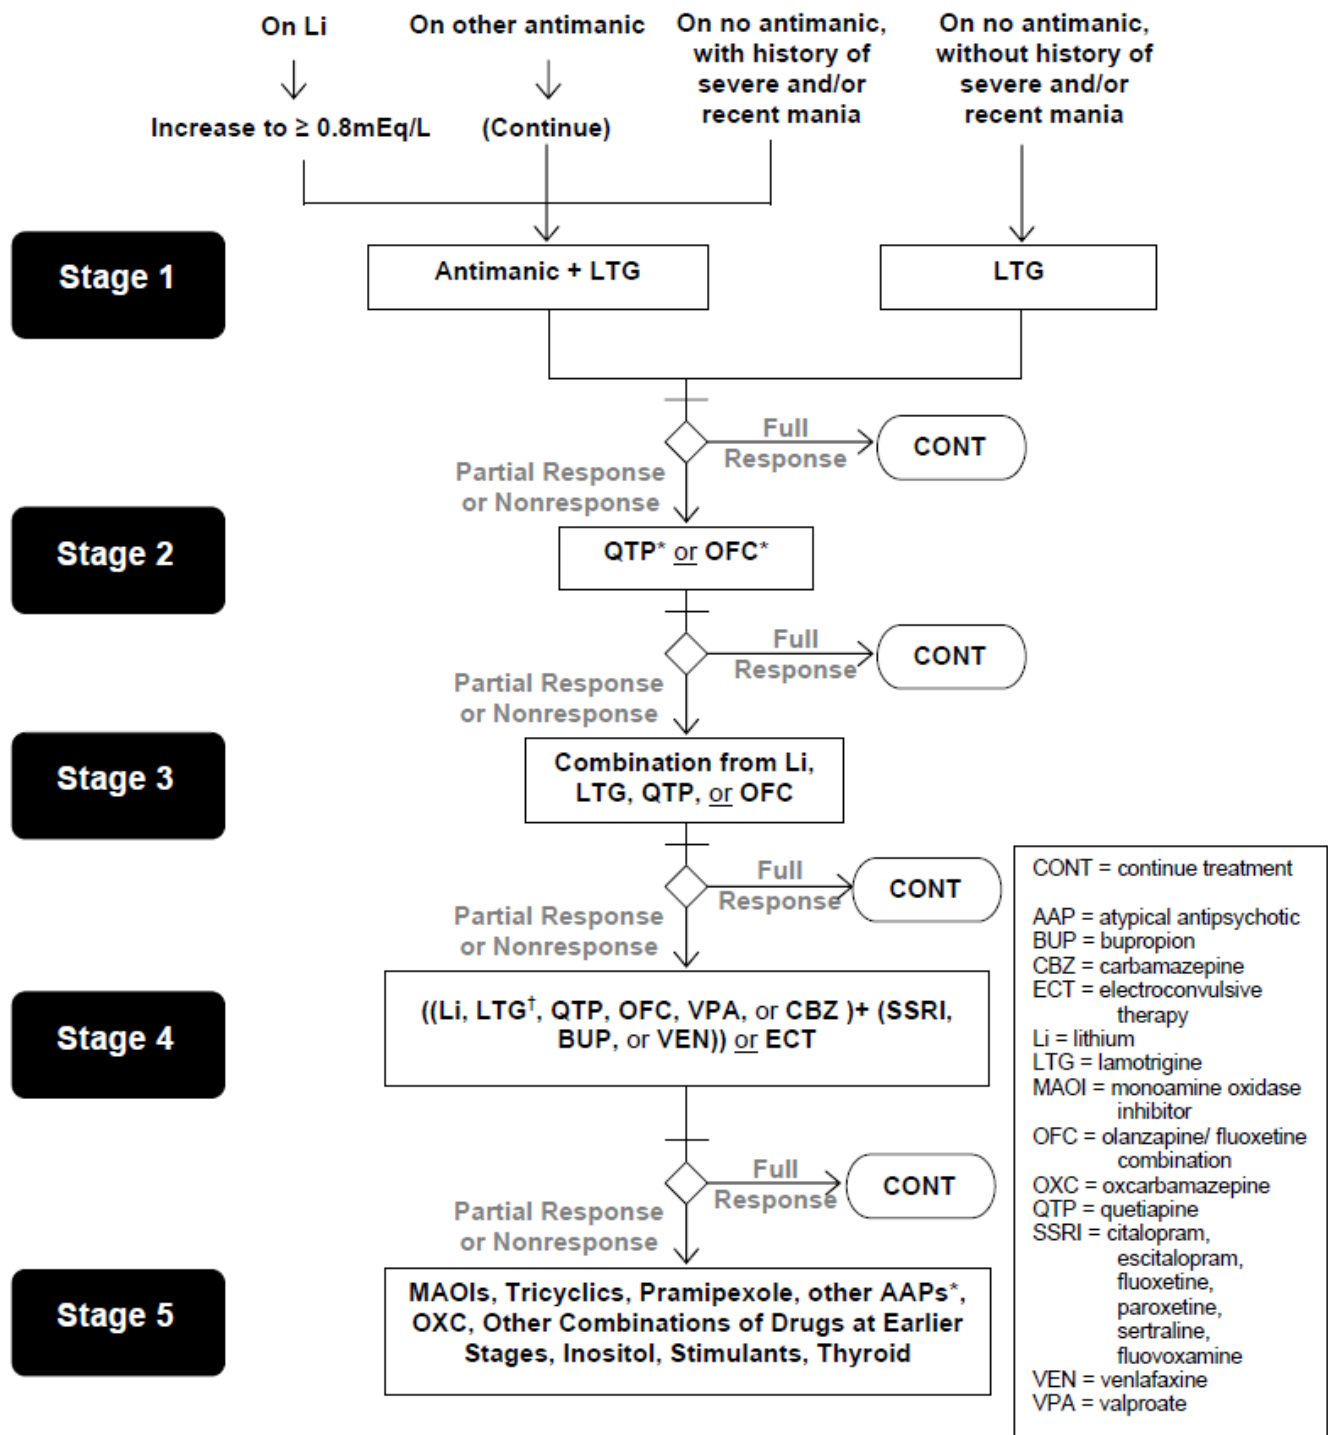 On Li
Increase to ≥ 0.8mEq/L
On other antimanic
(Continue)
On no antimanic,
with history of
severe and/or
recent mania
On no antimanic,
without history of
severe and/or
recent mania
Stage 1
Antimanic + LTG
LTG
Full
Response
CONT
Partial Response
or Nonresponse
Stage 2
QTP* or OFC*
Full
Response
CONT
Partial Response
or Nonresponse
Stage 3
Combination from Li,
LTG, QTP, or OFC
Full
Response
CONT
Partial Response
or Nonresponse
Stage 4
((Li, LTG†, QTP, OFC, VPA, or CBZ )+ (SSRI,
BUP, or VEN)) or ECT
Full
Response
CONT
Partial Response
or Nonresponse
Stage 5
MAOIs, Tricyclics, Pramipexole, other AAPs*,
OXC, Other Combinations of Drugs at Earlier
Stages, Inositol, Stimulants, Thyroid
CONT = continue treatment
AAP = atypical antipsychotic
BUP = bupropion
CBZ = carbamazepine
ECT = electroconvulsive
therapy
Li = lithium
LTG = lamotrigine
MAOI = monoamine oxidase
inhibitor
OFC = olanzapine/ fluoxetine
combination
OXC = oxcarbamazepine
QTP = quetiapine
SSRI = citalopram,
escitalopram,
fluoxetine,
paroxetine,
sertraline,
fluvoxamine
VEN = venlafaxine
VPA = valproate